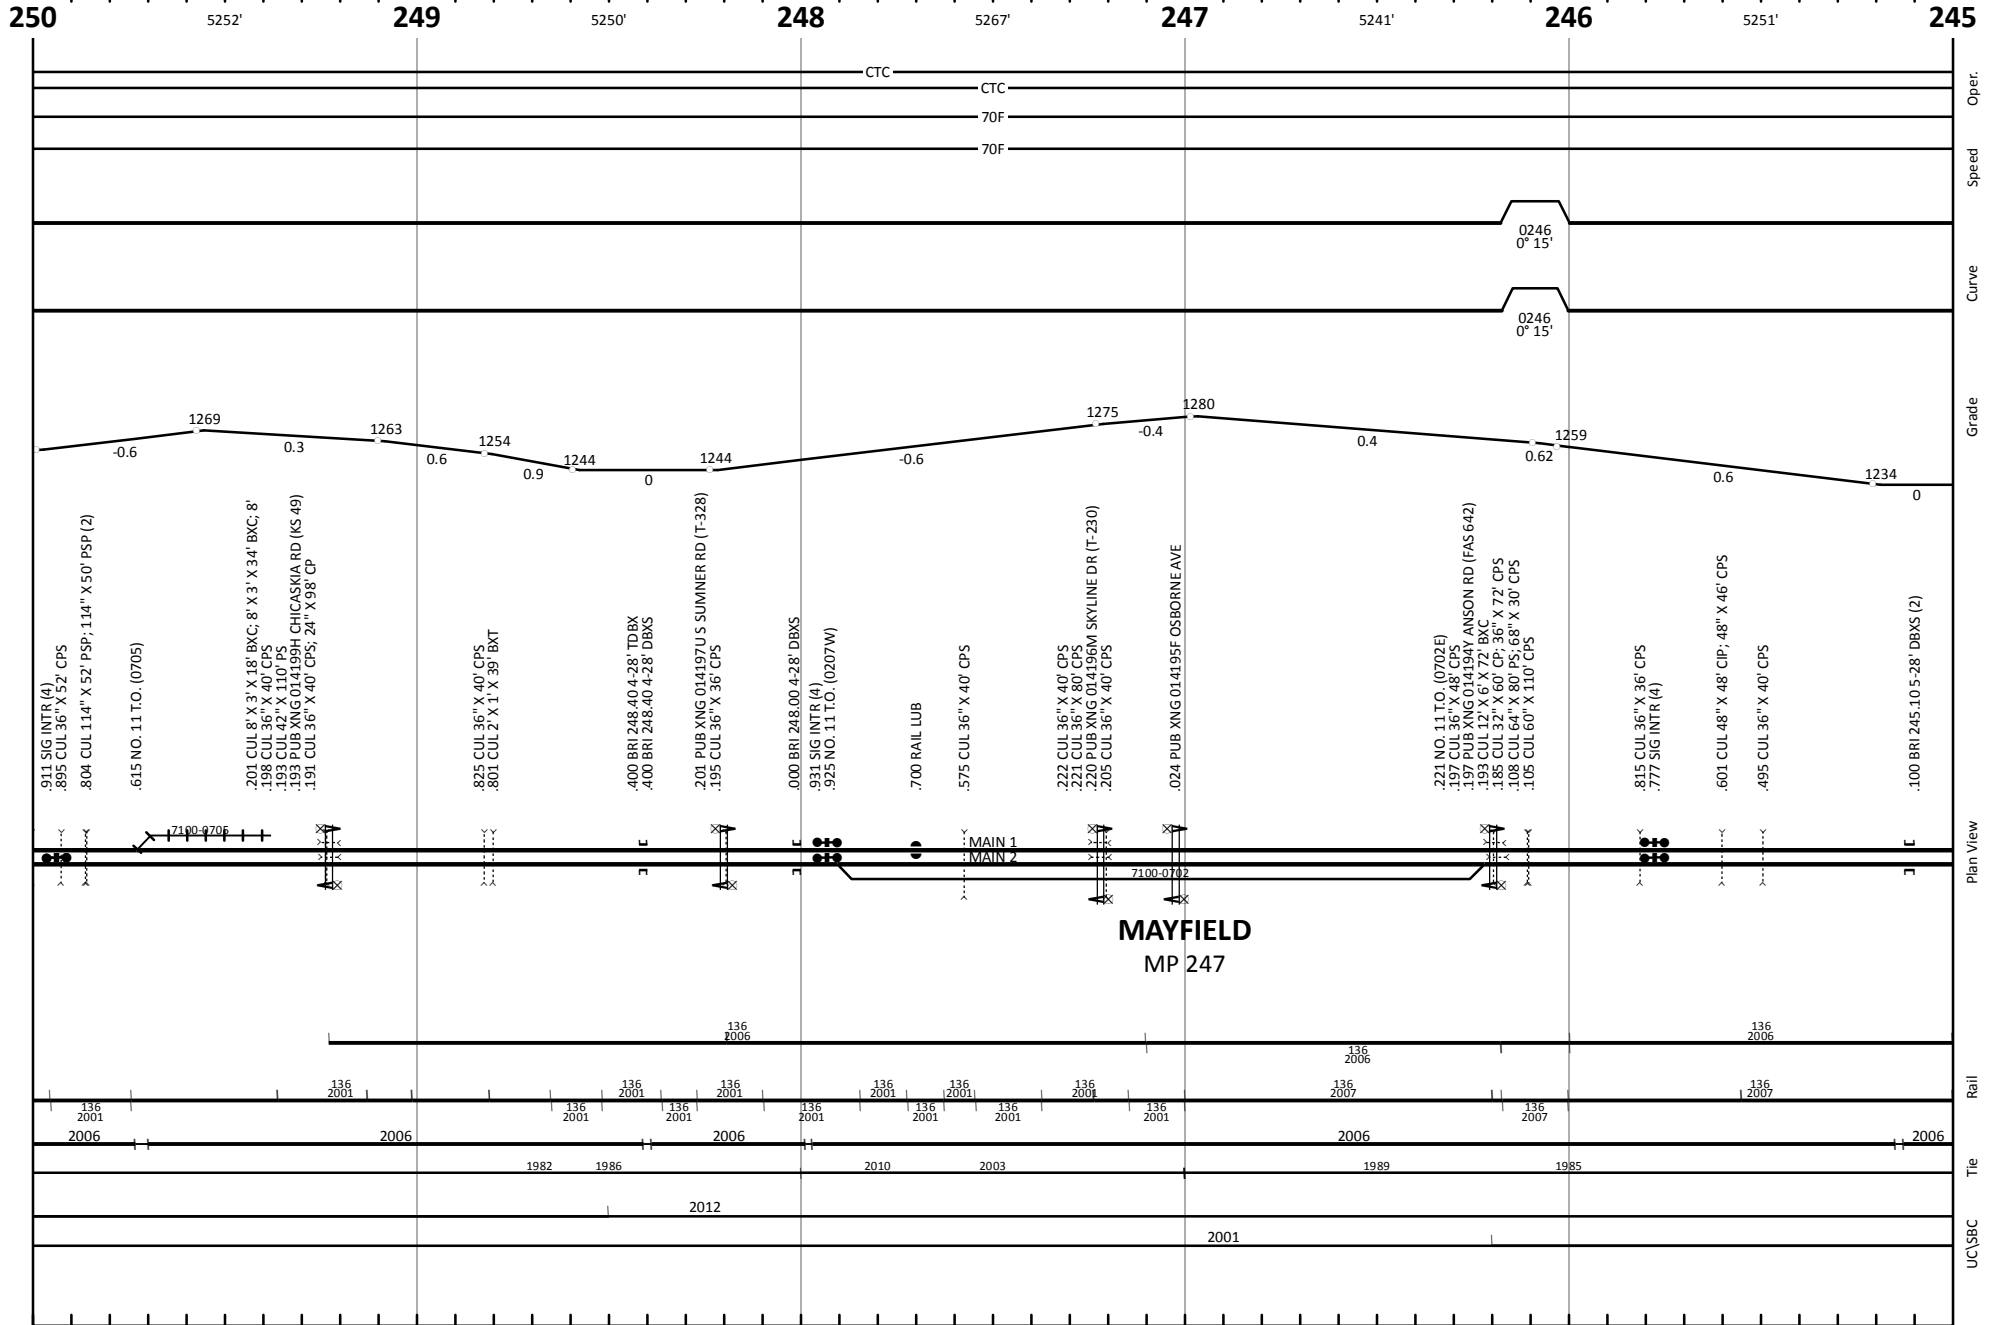 250 5252' 249 5250' 248 5267' 247 5241' 246 5251' 245
CTC
CTC
Oper.
70F
70F
Speed
0246
0° 15'
Curve
0246
0° 15'
1269 1263 1254 1244 1244 1275 1280 1259 1234
-0.6 0.3 0.6 0.9 0 -0.6 -0.4 0.4 0.62 0.6 0
Grade
.911 SIG INTR (4)
.895 CUL 36" X 52' CPS
.804 CUL 114" X 52' PSP; 114" X 50' PSP (2)
.615 NO. 11 T.O. (0705)
.201 CUL 8' X 3' X 18' BXC; 8' X 3' X 34' BXC; 8'
.198 CUL 36" X 40' CPS
.193 CUL 42" X 110' PS
.193 PUB XNG 014199H CHICASKIA RD (KS 49)
.191 CUL 36" X 40' CPS; 24" X 98' CP
.825 CUL 36" X 40' CPS
.801 CUL 2' X 1' X 39' BXT
.400 BRI 248.40 4-28' TDBX
.400 BRI 248.40 4-28' DBXS
.201 PUB XNG 014197U S SUMNER RD (T-328)
.195 CUL 36" X 36' CPS
.000 BRI 248.00 4-28' DBXS
.931 SIG INTR (4)
.925 NO. 11 T.O. (0207W)
.700 RAIL LUB
.575 CUL 36" X 40' CPS
.222 CUL 36" X 40' CPS
.221 CUL 36" X 80' CPS
.220 PUB XNG 014196M SKYLINE DR (T-230)
.205 CUL 36" X 40' CPS
.024 PUB XNG 014195F OSBORNE AVE
.221 NO. 11 T.O. (0702E)
.197 CUL 36" X 48' CPS
.197 PUB XNG 014194Y ANSON RD (FAS 642)
.193 CUL 12' X 6' X 72' BXC
.185 CUL 32" X 60' CP; 36" X 72' CPS
.108 CUL 64" X 80' PS; 68" X 30' CPS
.105 CUL 60" X 110' CPS
.815 CUL 36" X 36' CPS
.777 SIG INTR (4)
.601 CUL 48" X 48' CIP; 48" X 46' CPS
.495 CUL 36" X 40' CPS
.100 BRI 245.10 5-28' DBXS (2)
7100-0705
MAIN 1
MAIN 2
7100-0702
Plan View
MAYFIELD
MP 247
136 136
2006 2006
136
2006
136 136 136 136 136 136 136 136
2001 2001 2001 2001 2001 2001 2007 2007
136 136 136 136 136 136 136 136
2001 2001 2001 2001 2001 2001 2001 2007
Rail
2006 2006 2006 2006 2006
1982 1986 2010 2003 1989 1985
Tie
2012
2001
UC\SBC